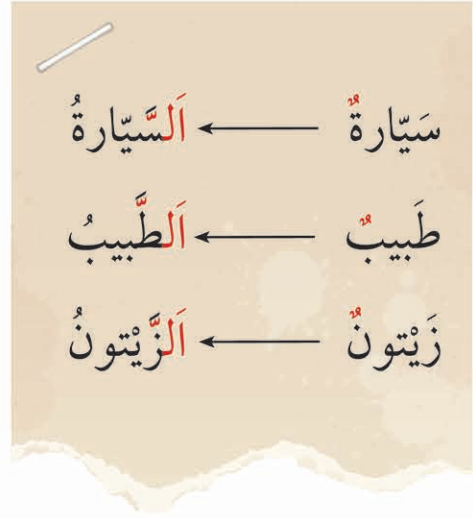 سَيّارةٌ ← اَلسَّيّارةُ
طَبيبٌ ← اَلطَّبيبُ
زَيْتونٌ ← اَلزَّيْتونُ